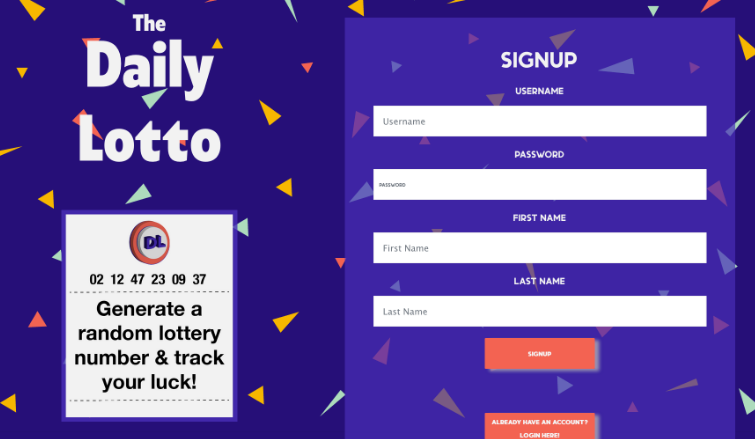 The
Daily
Lotto
DL
02 12 47 23 09 37
Generate a
random lottery
number & track
your luck!
SIGNUP
USERNAME
Username
PASSWORD
PASSWORD
FIRST NAME
First Name
LAST NAME
Last Name
SIGNUP
ALREADY HAVE AN ACCOUNT?
LOGIN HERE!